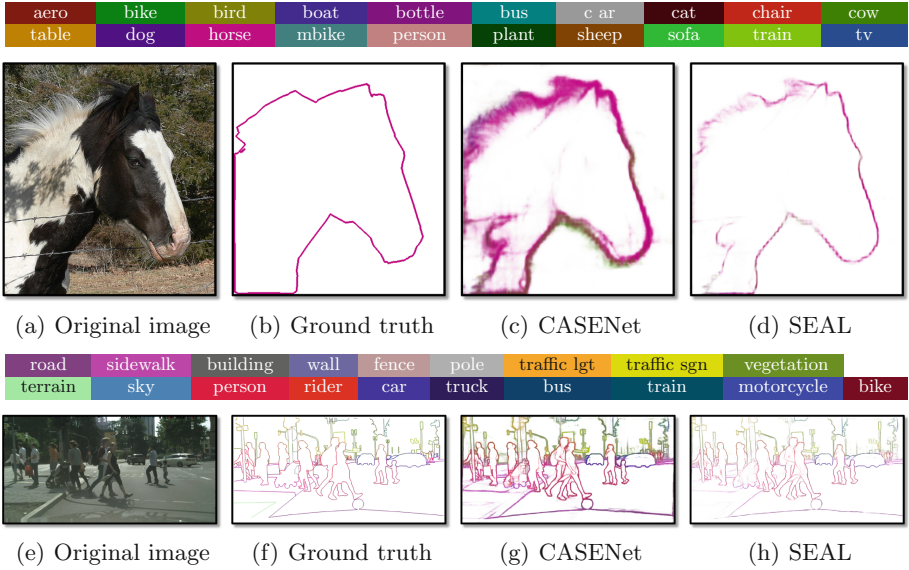 aero bike bird boat bottle bus c ar cat chair cow
table dog horse mbike person plant sheep sofa train tv
(a) Original image (b) Ground truth (c) CASENet (d) SEAL
road sidewalk building wall fence pole traffic lgt traffic sgn vegetation
terrain sky person rider car truck bus train motorcycle bike
(e) Original image (f) Ground truth (g) CASENet (h) SEAL